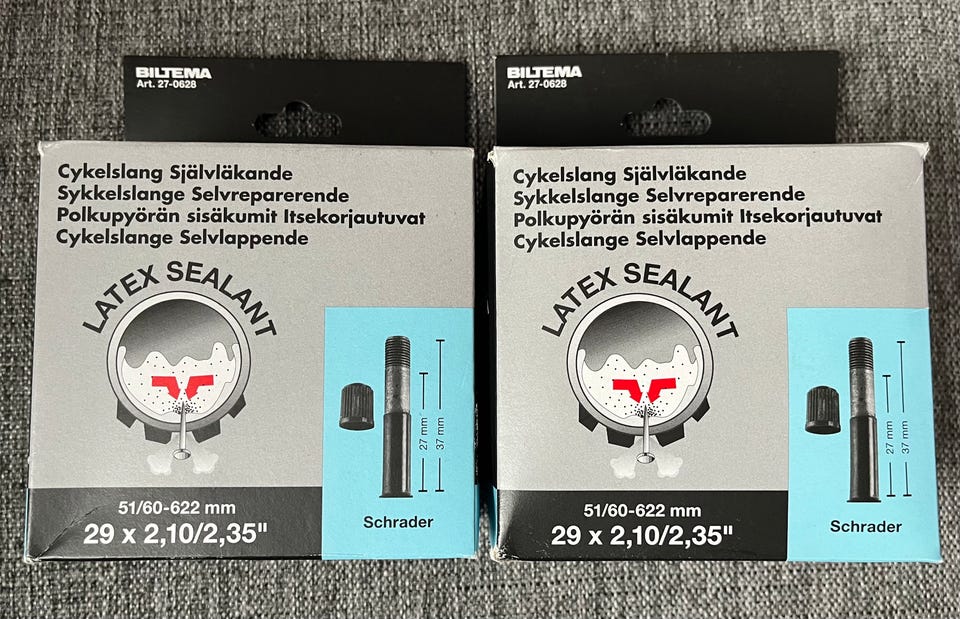 BILTEMA
Art. 27-0628
Cykelslang Självläkande
Sykkelslange Selvreparerende
Polkupyörän sisäkumit Itsekorjautuvat
Cykelslange Selvlappende
LATEX SEALANT
27 mm
37 mm
Schrader
51/60-622 mm
29 x 2,10/2,35"
BILTEMA
Art. 27-0628
Cykelslang Självläkande
Sykkelslange Selvreparerende
Polkupyörän sisäkumit Itsekorjautuvat
Cykelslange Selvlappende
LATEX SEALANT
27 mm
37 mm
Schrader
51/60-622 mm
29 x 2,10/2,35"